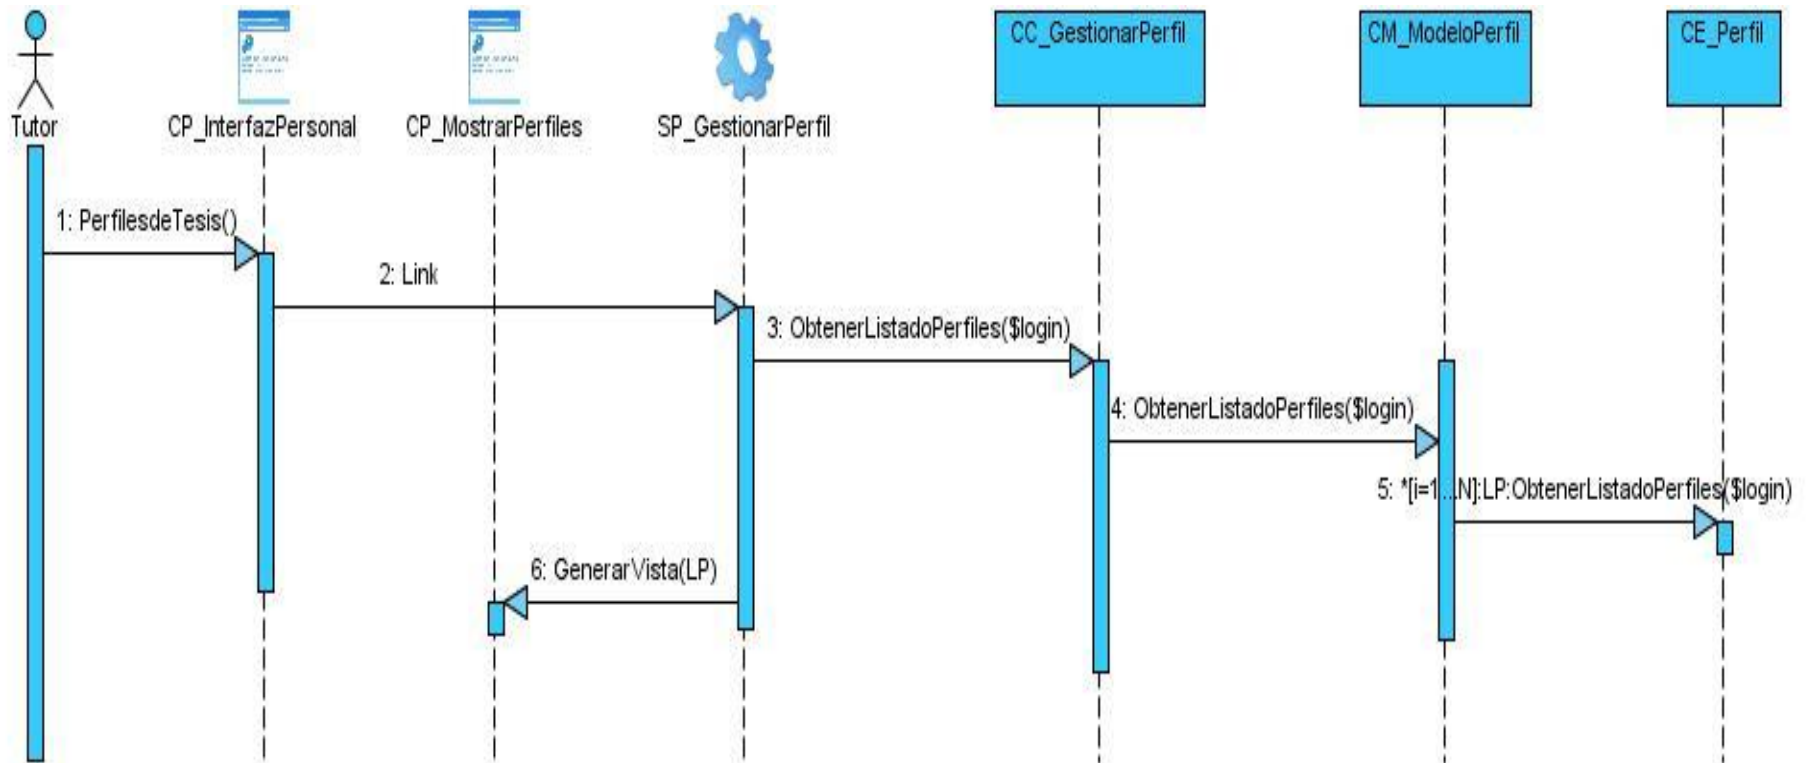 CC_GestionarPerfil
CM_ModeloPerfil
CE_Perfil
Tutor
CP_InterfazPersonal
CP_MostrarPerfiles
SP_GestionarPerfil
1: PerfilesdeTesis()
2: Link
3: ObtenerListadoPerfiles($login)
4: ObtenerListadoPerfiles($login)
5: *[i=1...N]:LP:ObtenerListadoPerfiles($login)
6: GenerarVista(LP)